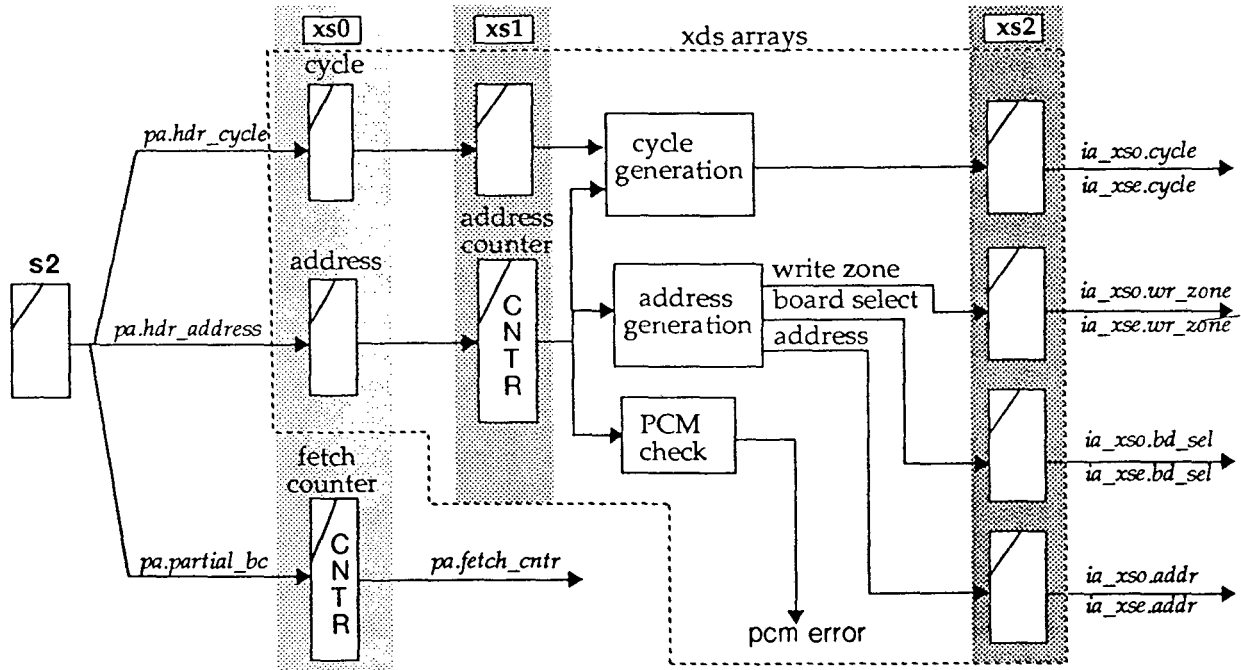 xs0
xs1
xds arrays
xs2
cycle
pa.hdr_cycle
cycle
generation
ia_xso.cycle
ia_xse.cycle
address
counter
s2
address
pa.hdr_address
CNTR
address
generation
write zone
board select
address
ia_xso.wr_zone
ia_xse.wr_zone
PCM
check
ia_xso.bd_sel
ia_xse.bd_sel
fetch
counter
pa.partial_bc
CNTR
pa.fetch_cntr
pcm error
ia_xso.addr
ia_xse.addr